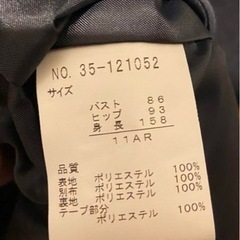 NO. 35-121052
サイズ
バスト 86
ヒップ 93
身長 158
11AR
品質
表地 ポリエステル 100%
別布 ポリエステル 100%
裏地 ポリエステル 100%
テープ部分
ポリエステル 100%